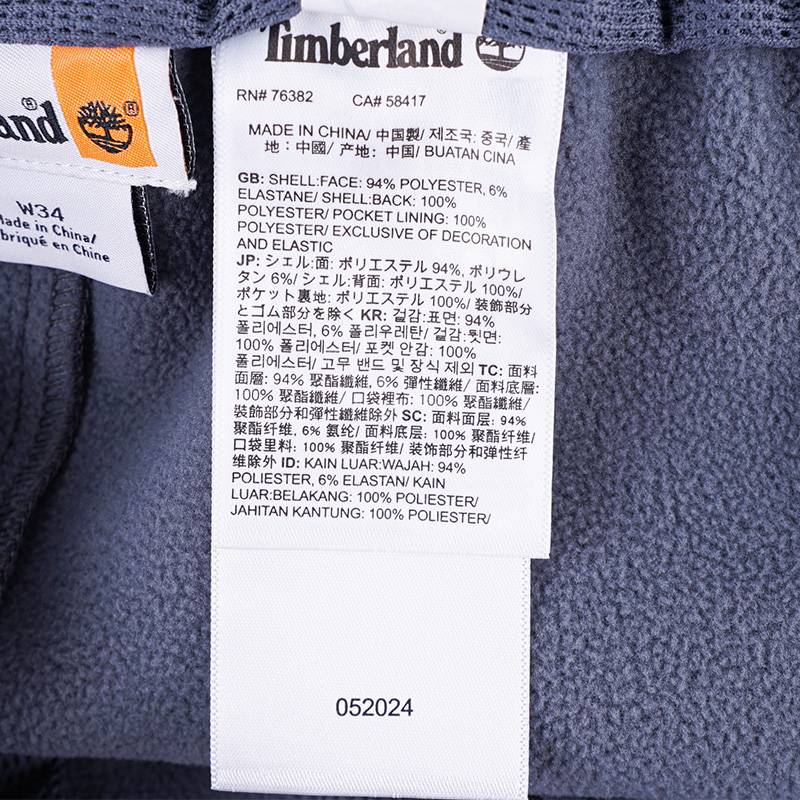 Timberland
RN# 76382 CA# 58417
MADE IN CHINA/ 中国製/ 제조국: 중국/ 產
地：中國/ 产地：中国/ BUATAN CINA
GB: SHELL:FACE: 94% POLYESTER, 6%
ELASTANE/ SHELL:BACK: 100%
POLYESTER/ POCKET LINING: 100%
POLYESTER/ EXCLUSIVE OF DECORATION
AND ELASTIC
JP: シェル:面: ポリエステル 94%, ポリウレ
タン 6%/ シェル:背面: ポリエステル 100%/
ポケット裏地: ポリエステル 100%/ 装飾部分
とゴム部分を除く KR: 겉감:표면: 94%
폴리에스터, 6% 폴리우레탄/ 겉감:뒷면:
100% 폴리에스터/ 포켓 안감: 100%
폴리에스터/ 고무 밴드 및 장식 제외 TC: 面料
面層: 94% 聚酯纖維, 6% 彈性纖維/ 面料底層:
100% 聚酯纖維/ 口袋裡布: 100% 聚酯纖維/
裝飾部分和彈性纖維除外 SC: 面料面层: 94%
聚酯纤维, 6% 氨纶/ 面料底层: 100% 聚酯纤维/
口袋里料: 100% 聚酯纤维/ 装饰部分和弹性纤
维除外 ID: KAIN LUAR:WAJAH: 94%
POLIESTER, 6% ELASTAN/ KAIN
LUAR:BELAKANG: 100% POLIESTER/
JAHITAN KANTUNG: 100% POLIESTER/
052024
and® ®
W34
Made in China/
briqué en Chine